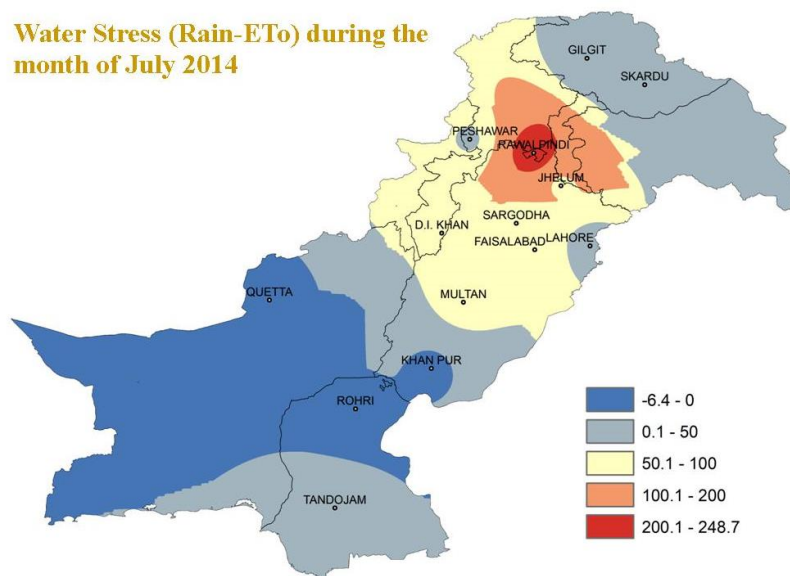 Water Stress (Rain-ETo) during the
month of July 2014
GILGIT
SKARDU
PESHAWAR
RAWALPINDI
JHELUM
SARGODHA
D.I. KHAN
FAISALABAD
LAHORE
QUETTA
MULTAN
KHAN PUR
ROHRI
TANDOJAM
-6.4 - 0
0.1 - 50
50.1 - 100
100.1 - 200
200.1 - 248.7